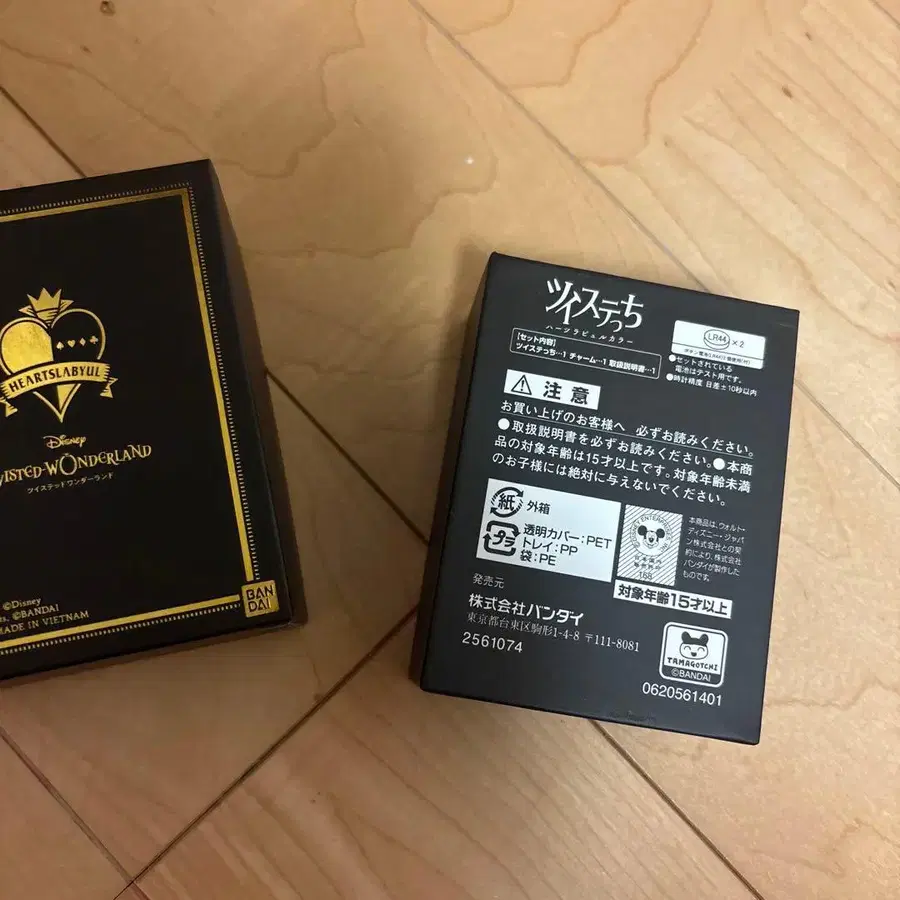 HEARTSLABYUL
Disney
WISTED-WONDERLAND
ツイステッドワンダーランド
©Disney
©BANDAI
MADE IN VIETNAM
BAN
DAI
ツイステっち
ハーツラビュルカラー
【セット内容】
ツイステっち…1 チャーム…1 取扱説明書…1
LR44 ×2
●セットされている
電池はテスト用です。
●時計精度 日差±10秒以内
注意
お買い上げのお客様へ 必ずお読みください。
●取扱説明書を必ずお読みください。●本商
品の対象年齢は15才以上です。対象年齢未満
のお子様には絶対に与えないでください。
紙 外箱
プラ 透明カバー:PET
トレイ:PP
袋:PE
168
本商品は、ウォルト・
ディズニー・ジャパ
ン株式会社との契
約により、株式会社
バンダイが製作した
ものです。
対象年齢15才以上
発売元
株式会社バンダイ
東京都台東区駒形1-4-8 〒111-8081
2561074
TAMAGOTCHI
©BANDAI
0620561401